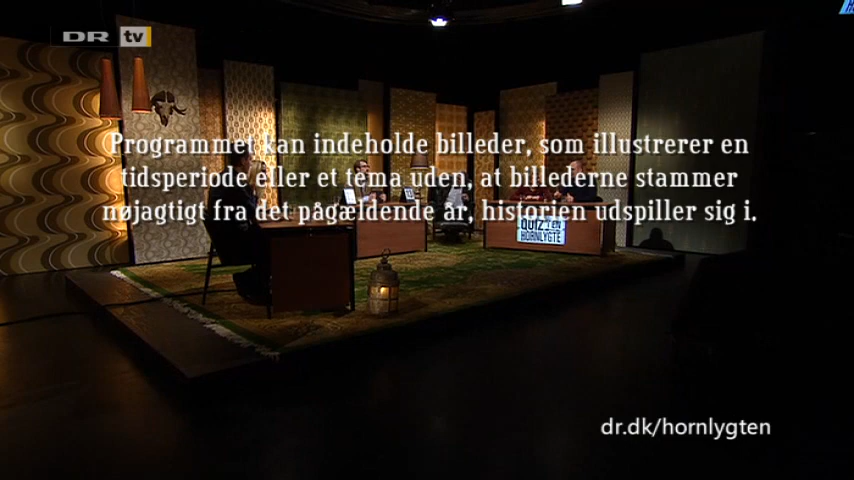 DR tv
Programmet kan indeholde billeder, som illustrerer en
tidsperiode eller et tema uden, at billederne stammer
nøjagtigt fra det pågældende år, historien udspiller sig i.
QUIZ I EN
HORNLYGTE
dr.dk/hornlygten